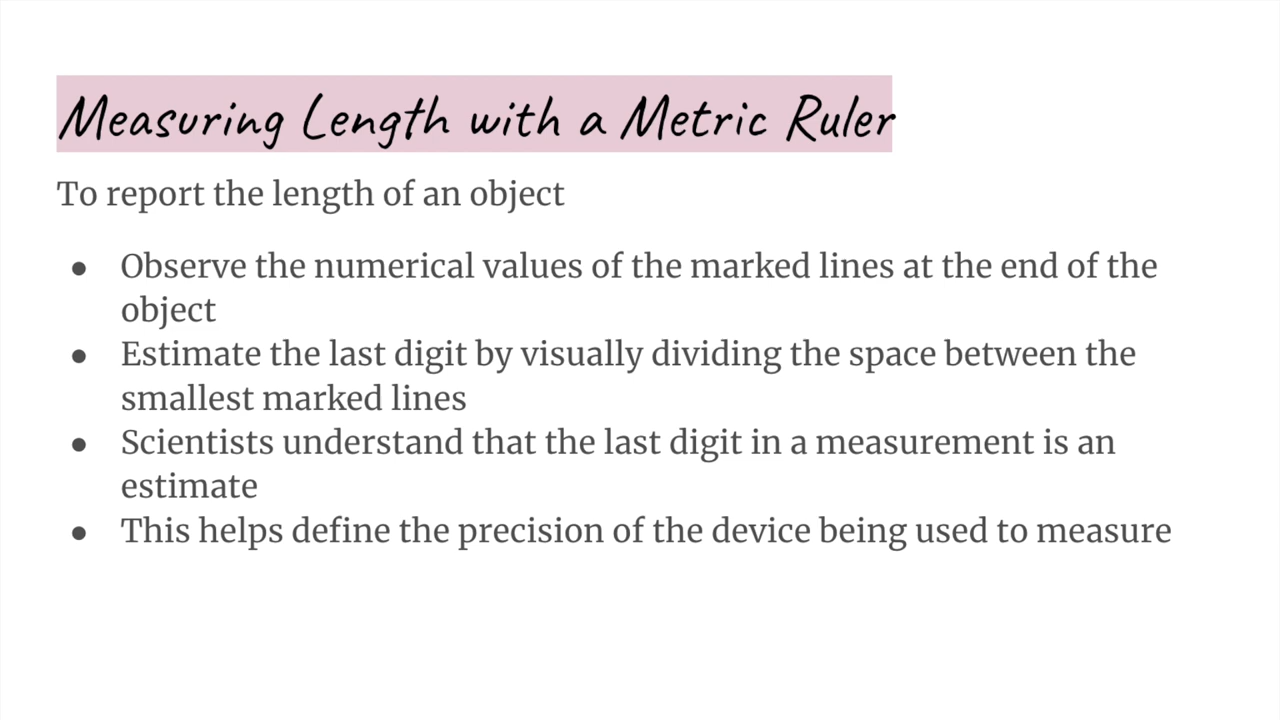 Measuring Length with a Metric Ruler
To report the length of an object
● Observe the numerical values of the marked lines at the end of the
object
● Estimate the last digit by visually dividing the space between the
smallest marked lines
● Scientists understand that the last digit in a measurement is an
estimate
● This helps define the precision of the device being used to measure